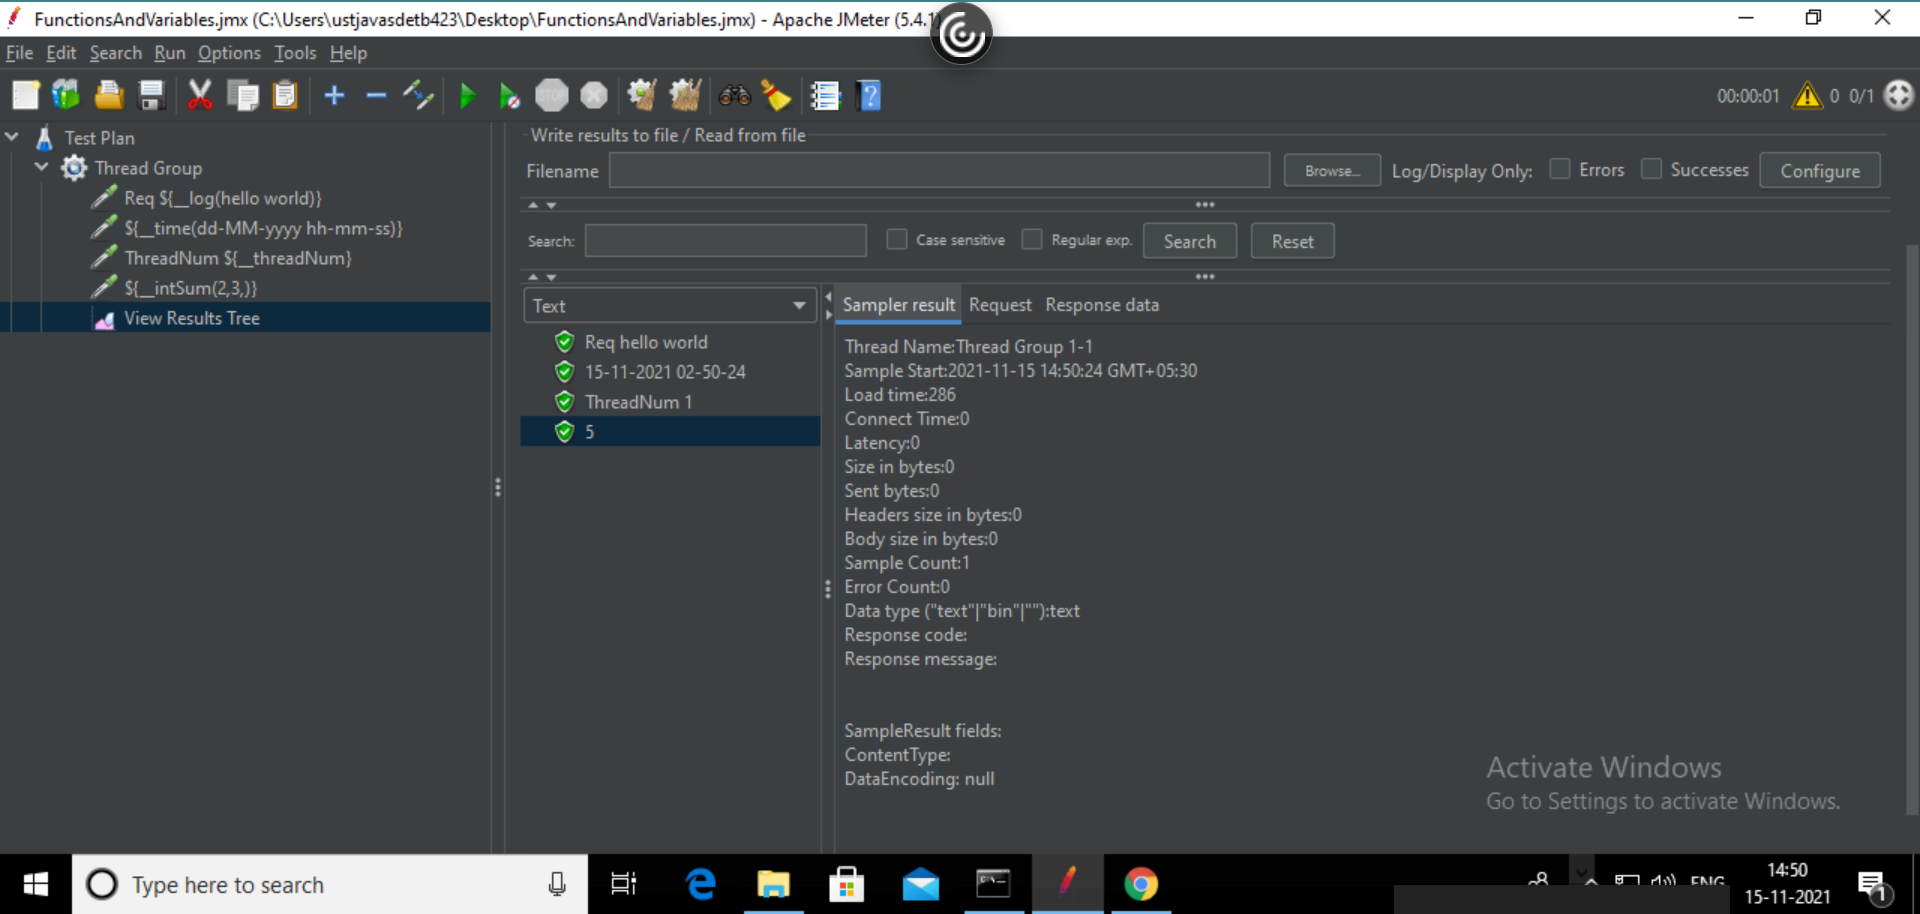 FunctionsAndVariables.jmx (C:\Users\ustjavasdetb423\Desktop\FunctionsAndVariables.jmx) - Apache JMeter (5.4.1)
File Edit Search Run Options Tools Help
STOP
00:00:01 0 0/1
Test Plan
Thread Group
Req ${__log(hello world)}
${__time(dd-MM-yyyy hh-mm-ss)}
ThreadNum ${__threadNum}
${__intSum(2,3,)}
View Results Tree
Write results to file / Read from file
Filename Browse... Log/Display Only: Errors Successes Configure
Search: Case sensitive Regular exp. Search Reset
Text
Req hello world
15-11-2021 02-50-24
ThreadNum 1
5
Sampler result Request Response data
Thread Name:Thread Group 1-1
Sample Start:2021-11-15 14:50:24 GMT+05:30
Load time:286
Connect Time:0
Latency:0
Size in bytes:0
Sent bytes:0
Headers size in bytes:0
Body size in bytes:0
Sample Count:1
Error Count:0
Data type ("text"|"bin"|""):text
Response code:
Response message:
SampleResult fields:
ContentType:
DataEncoding: null
Activate Windows
Go to Settings to activate Windows.
Type here to search
ENG
14:50
15-11-2021
1